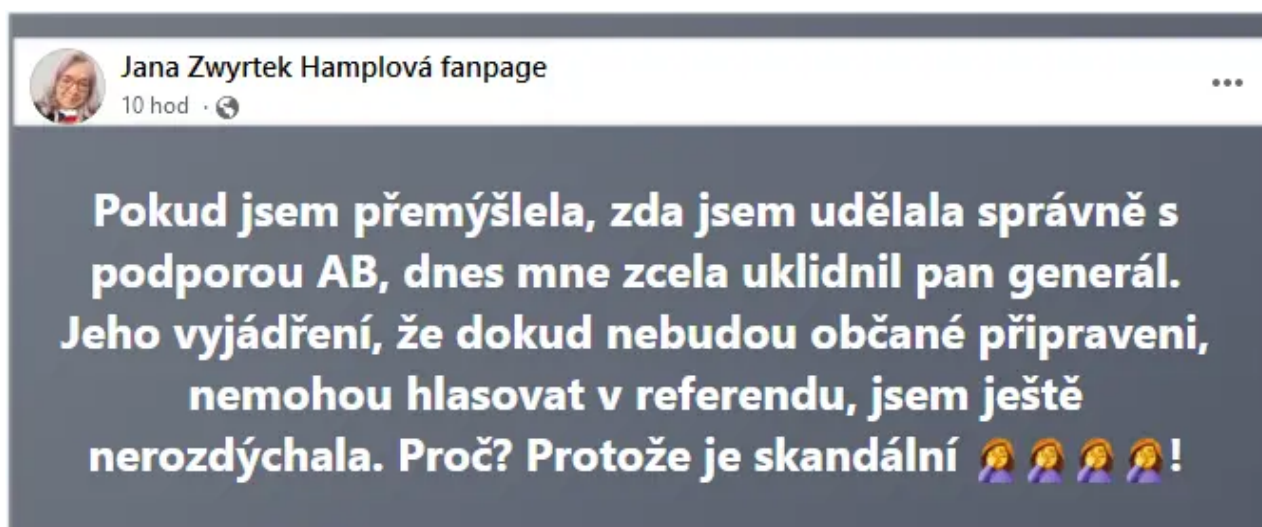 Jana Zwyrtek Hamplová fanpage
10 hod ·
Pokud jsem přemýšlela, zda jsem udělala správně s
podporou AB, dnes mne zcela uklidnil pan generál.
Jeho vyjádření, že dokud nebudou občané připraveni,
nemohou hlasovat v referendu, jsem ještě
nerozdýchala. Proč? Protože je skandální 🤦‍♀️🤦‍♀️🤦‍♀️🤦‍♀️!